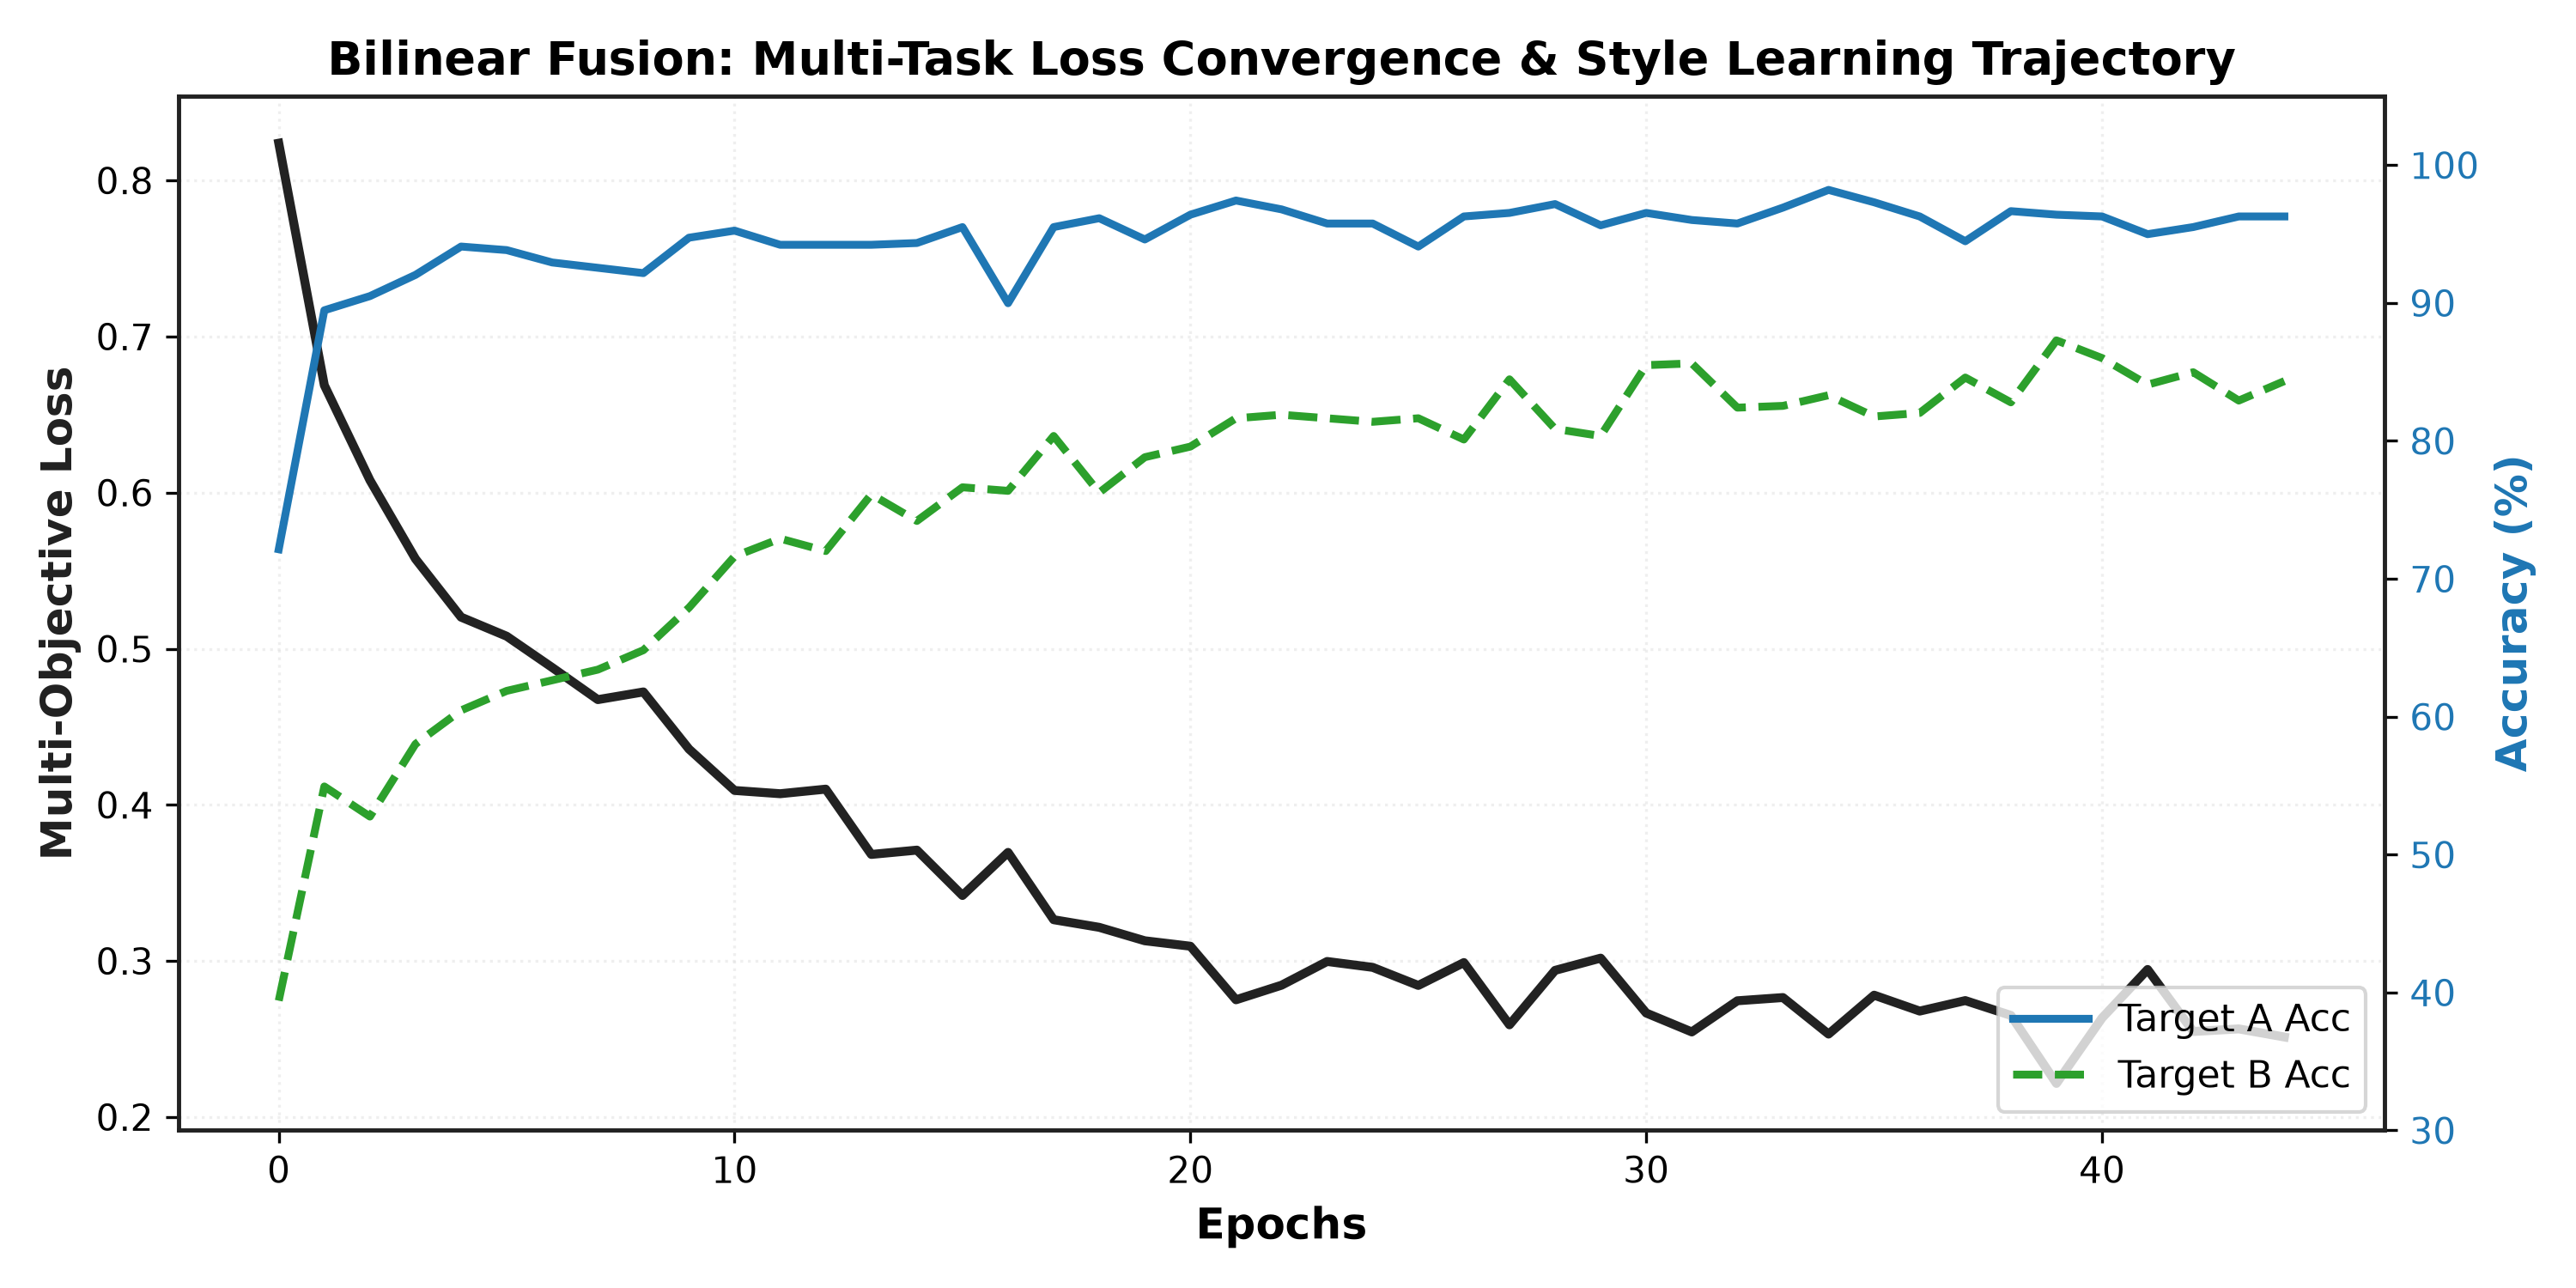 Bilinear Fusion: Multi-Task Loss Convergence & Style Learning Trajectory
Multi-Objective Loss
0.8
0.7
0.6
0.5
0.4
0.3
0.2
100
90
80
70
60
50
40
30
Accuracy (%)
Target A Acc
Target B Acc
0 10 20 30 40
Epochs